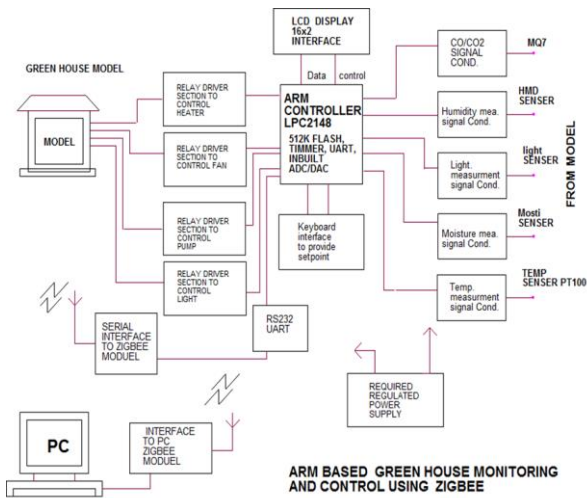 LCD DISPLAY
16x2
INTERFACE
CO/CO2
SIGNAL
COND.
MQ7
GREEN HOUSE MODEL
Data
control
RELAY DRIVER
SECTION TO
CONTROL
HEATER
ARM
CONTROLLER
LPC2148
512K FLASH,
TIMMER, UART,
INBUILT
ADC/DAC
Humidity mea.
signal Cond.
HMD
SENSER
MODEL
RELAY DRIVER
SECTION TO
CONTROL FAN
Light.
measurment
signal Cond.
light
SENSER
FROM MODEL
RELAY DRIVER
SECTION TO
CONTROL
PUMP
Keyboard
interface
to provide
setpoint
Moisture mea.
signal Cond.
Mosti
SENSER
RELAY DRIVER
SECTION TO
CONTROL
LIGHT
Temp.
measurment
signal Cond.
TEMP
SENSER PT100
SERIAL
INTERFACE
TO ZIGBEE
MODUEL
RS232
UART
REQUIRED
REGULATED
POWER
SUPPLY
PC
INTERFACE
TO PC
ZIGBEE
MODUEL
ARM BASED GREEN HOUSE MONITORING
AND CONTROL USING ZIGBEE